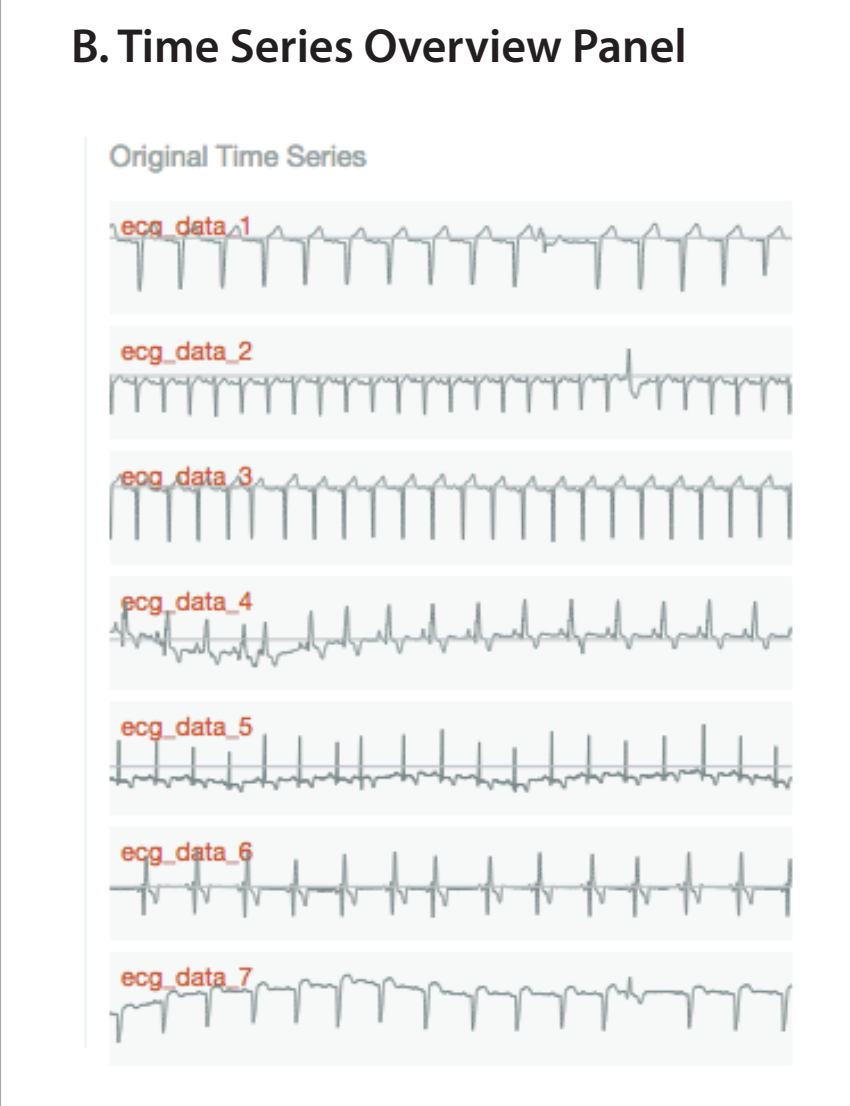 B. Time Series Overview Panel
Original Time Series
ecg_data_1
ecg_data_2
ecg_data_3
ecg_data_4
ecg_data_5
ecg_data_6
ecg_data_7